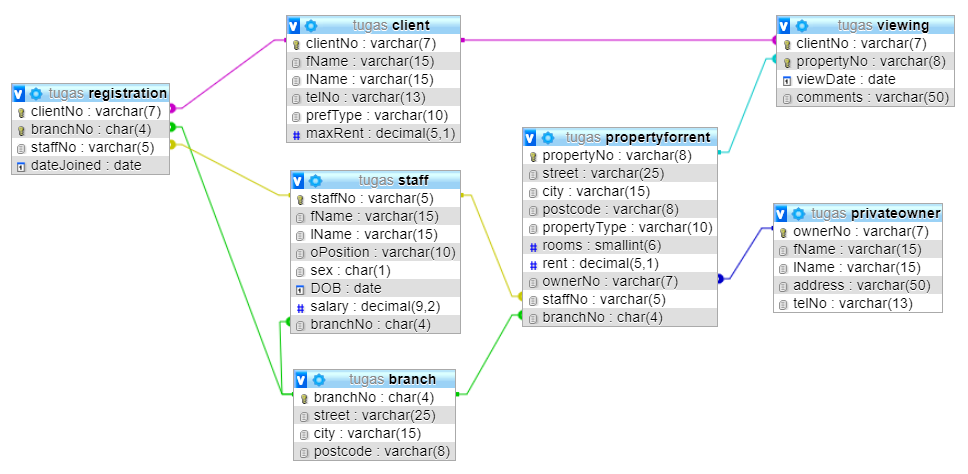 tugas registration
clientNo : varchar(7)
branchNo : char(4)
staffNo : varchar(5)
dateJoined : date
tugas client
clientNo : varchar(7)
fName : varchar(15)
lName : varchar(15)
telNo : varchar(13)
prefType : varchar(10)
# maxRent : decimal(5,1)
tugas staff
staffNo : varchar(5)
fName : varchar(15)
lName : varchar(15)
oPosition : varchar(10)
sex : char(1)
DOB : date
# salary : decimal(9,2)
branchNo : char(4)
tugas branch
branchNo : char(4)
street : varchar(25)
city : varchar(15)
postcode : varchar(8)
tugas propertyforrent
propertyNo : varchar(8)
street : varchar(25)
city : varchar(15)
postcode : varchar(8)
propertyType : varchar(10)
# rooms : smallint(6)
# rent : decimal(5,1)
ownerNo : varchar(7)
staffNo : varchar(5)
branchNo : char(4)
tugas viewing
clientNo : varchar(7)
propertyNo : varchar(8)
viewDate : date
comments : varchar(50)
tugas privateowner
ownerNo : varchar(7)
fName : varchar(15)
lName : varchar(15)
address : varchar(50)
telNo : varchar(13)